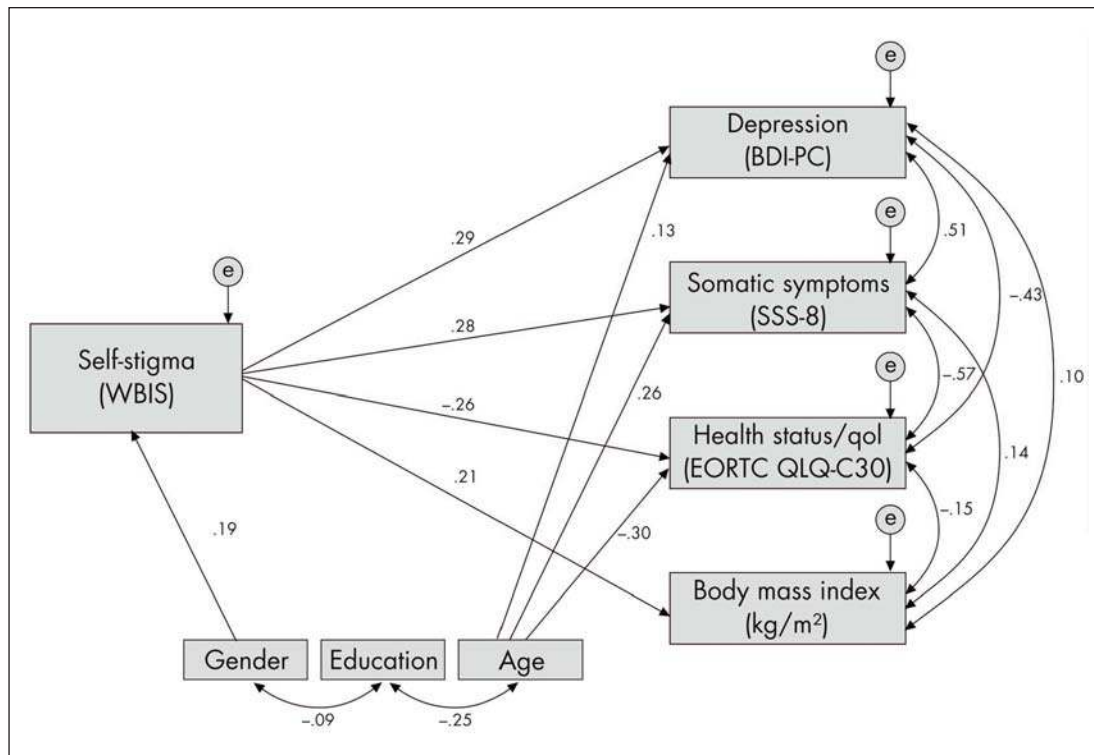 e
Depression
(BDI-PC)
.29
.13
.51
e
e
Somatic symptoms
(SSS-8)
.28
–.43
Self-stigma
(WBIS)
–.57
.10
e
.26
–.26
Health status/qol
(EORTC QLQ-C30)
.14
.21
–.15
e
.19
–.30
Body mass index
(kg/m²)
Gender
Education
Age
–.09
–.25